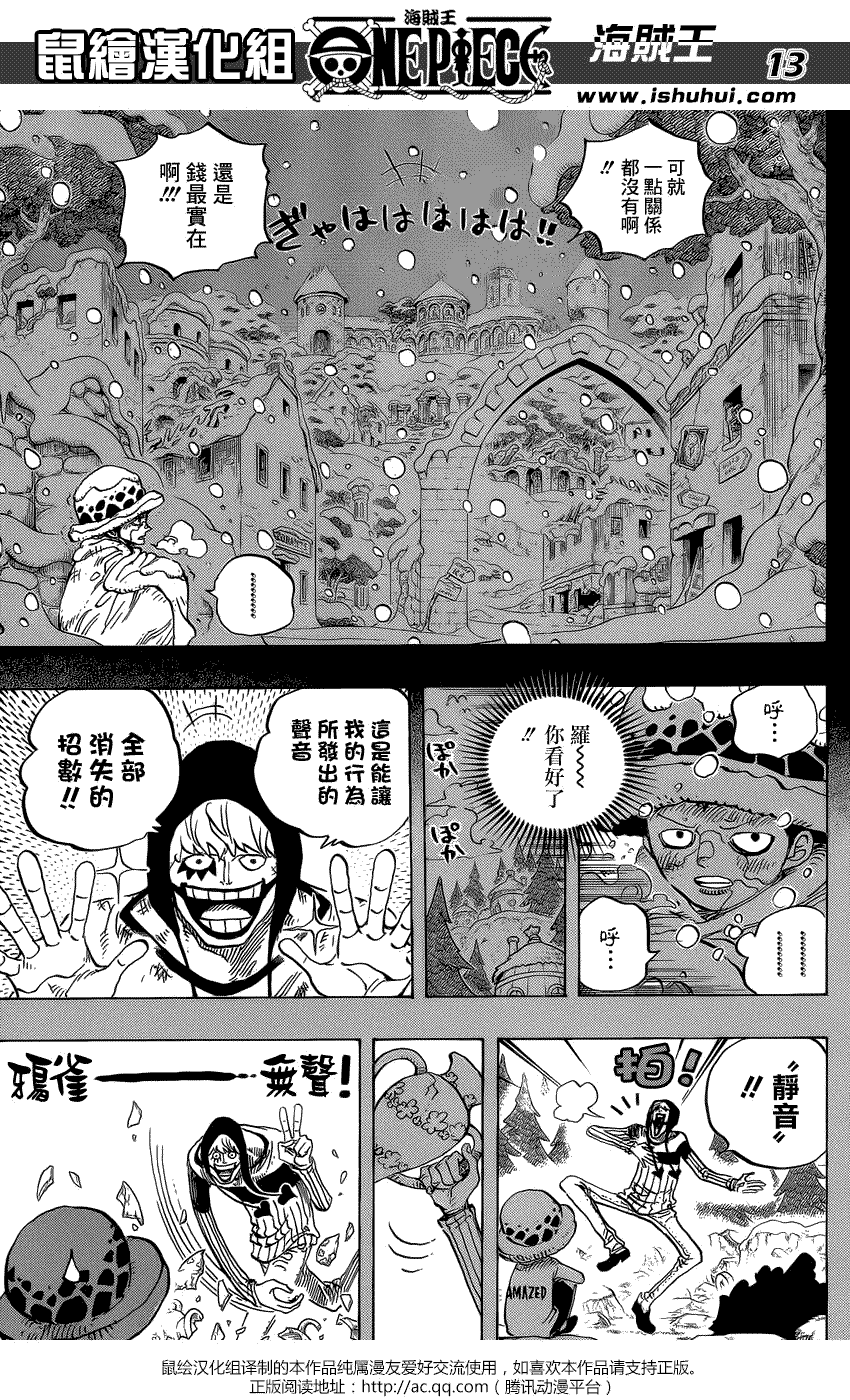 鼠繪漢化組
海賊王
ONE PIECE
海賊王
13
www.ishuhui.com
可就
一點關係
都沒有啊
!!
還是
錢最實在
啊!!!
ぎゃはははははは!!
…………
呼…
呼…
…………
羅～～
你看好了
!!
ぽか
ぽか
這是能讓
我的行為
所發出的
聲音
全部
消失的
招數!!
“靜音”
!!
拍!
AMAZED
鴉雀——無聲!
鼠绘汉化组译制的本作品纯属漫友爱好交流使用，如喜欢本作品请支持正版。
正版阅读地址：http://ac.qq.com（腾讯动漫平台）